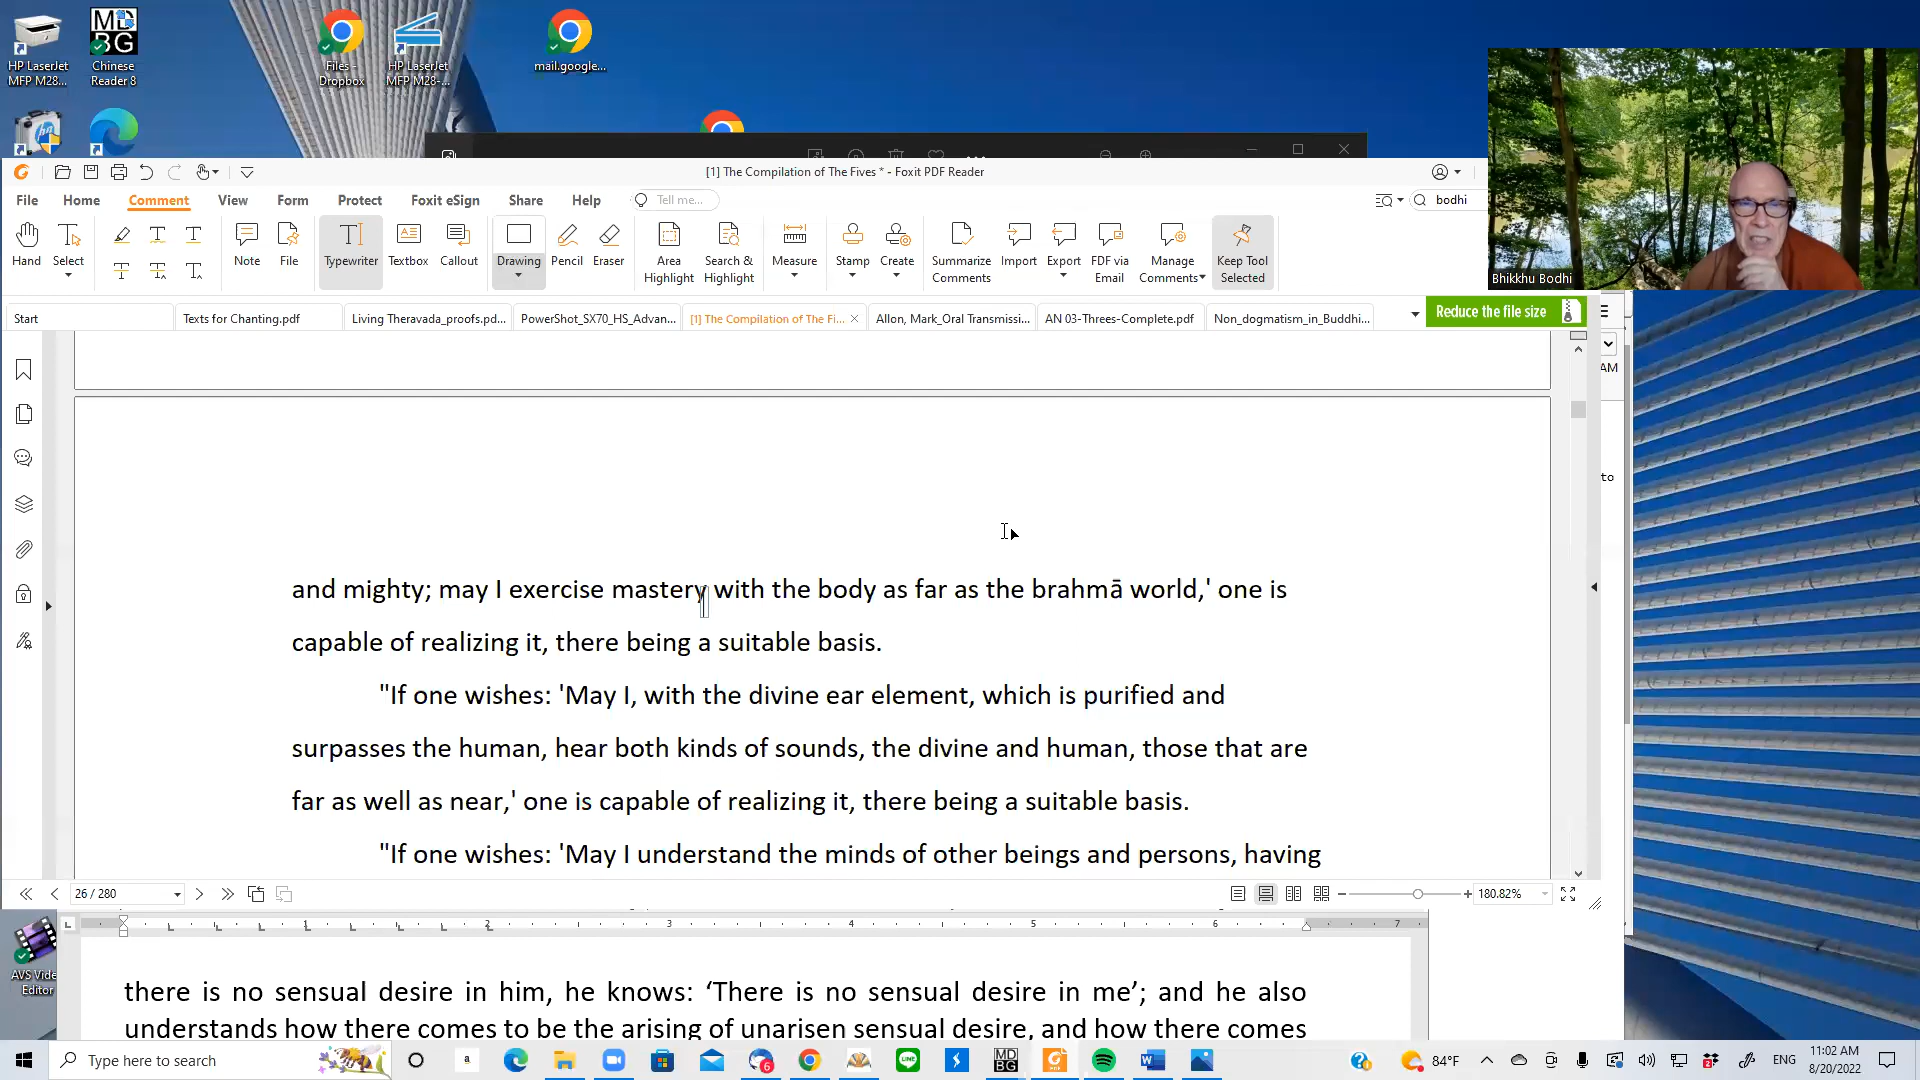 HP LaserJet
MFP M28...
Chinese
Reader 8
Files -
Dropbox
HP LaserJet
MFP M28-...
mail.google...
[1] The Compilation of The Fives * - Foxit PDF Reader
File Home Comment View Form Protect Foxit eSign Share Help Tell me... bodhi
Hand Select Note File Typewriter Textbox Callout Drawing Pencil Eraser Area Highlight Search & Highlight Measure Stamp Create Summarize Comments Import Export FDF via Email Manage Comments Keep Tool Selected
Bhikkhu Bodhi
Start Texts for Chanting.pdf Living Theravada_proofs.pd... PowerShot_SX70_HS_Advan... [1] The Compilation of The Fi... Allon, Mark_Oral Transmissi... AN 03-Threes-Complete.pdf Non_dogmatism_in_Buddhi... Reduce the file size
AM
to
and mighty; may I exercise mastery with the body as far as the brahmā world,' one is
capable of realizing it, there being a suitable basis.
"If one wishes: 'May I, with the divine ear element, which is purified and
surpasses the human, hear both kinds of sounds, the divine and human, those that are
far as well as near,' one is capable of realizing it, there being a suitable basis.
"If one wishes: 'May I understand the minds of other beings and persons, having
26 / 280 180.82%
1 2 3 4 5 6 7
AVS Vide
Editor
there is no sensual desire in him, he knows: ‘There is no sensual desire in me’; and he also
understands how there comes to be the arising of unarisen sensual desire, and how there comes
Type here to search 84°F ENG 11:02 AM
8/20/2022